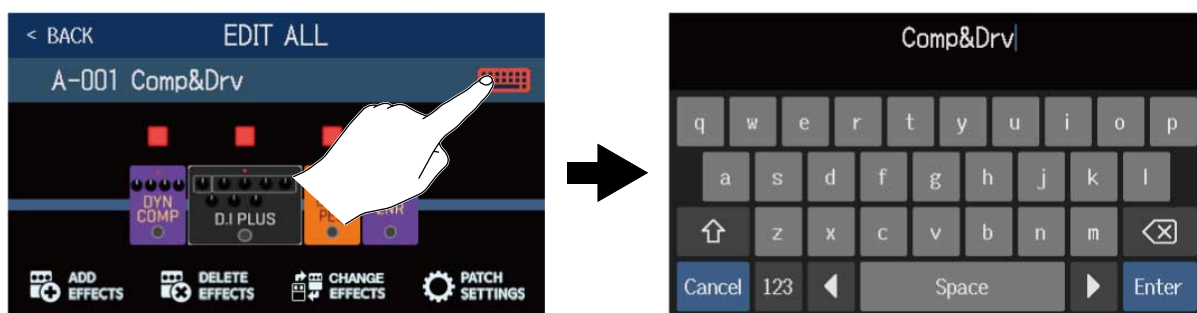 < BACK EDIT ALL
A-001 Comp&Drv
DYN
COMP
D.I PLUS
ADD
EFFECTS
DELETE
EFFECTS
CHANGE
EFFECTS
PATCH
SETTINGS
Comp&Drv
q w e r t y u i o p
a s d f g h j k l
z x c v b n m
Cancel 123 Space Enter